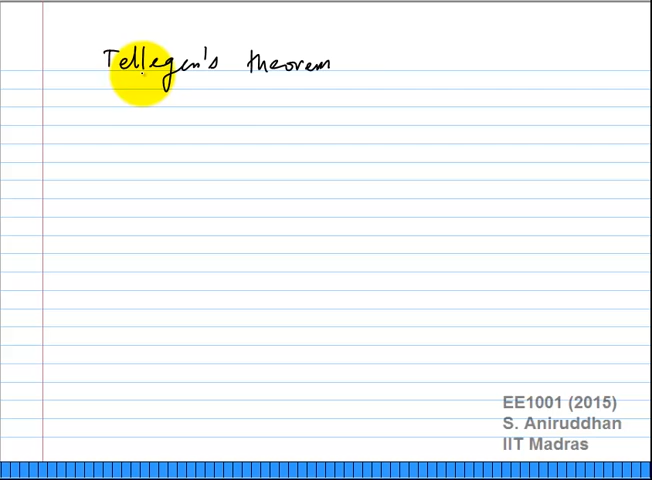 Tellegen's theorem
EE1001 (2015)
S. Aniruddhan
IIT Madras